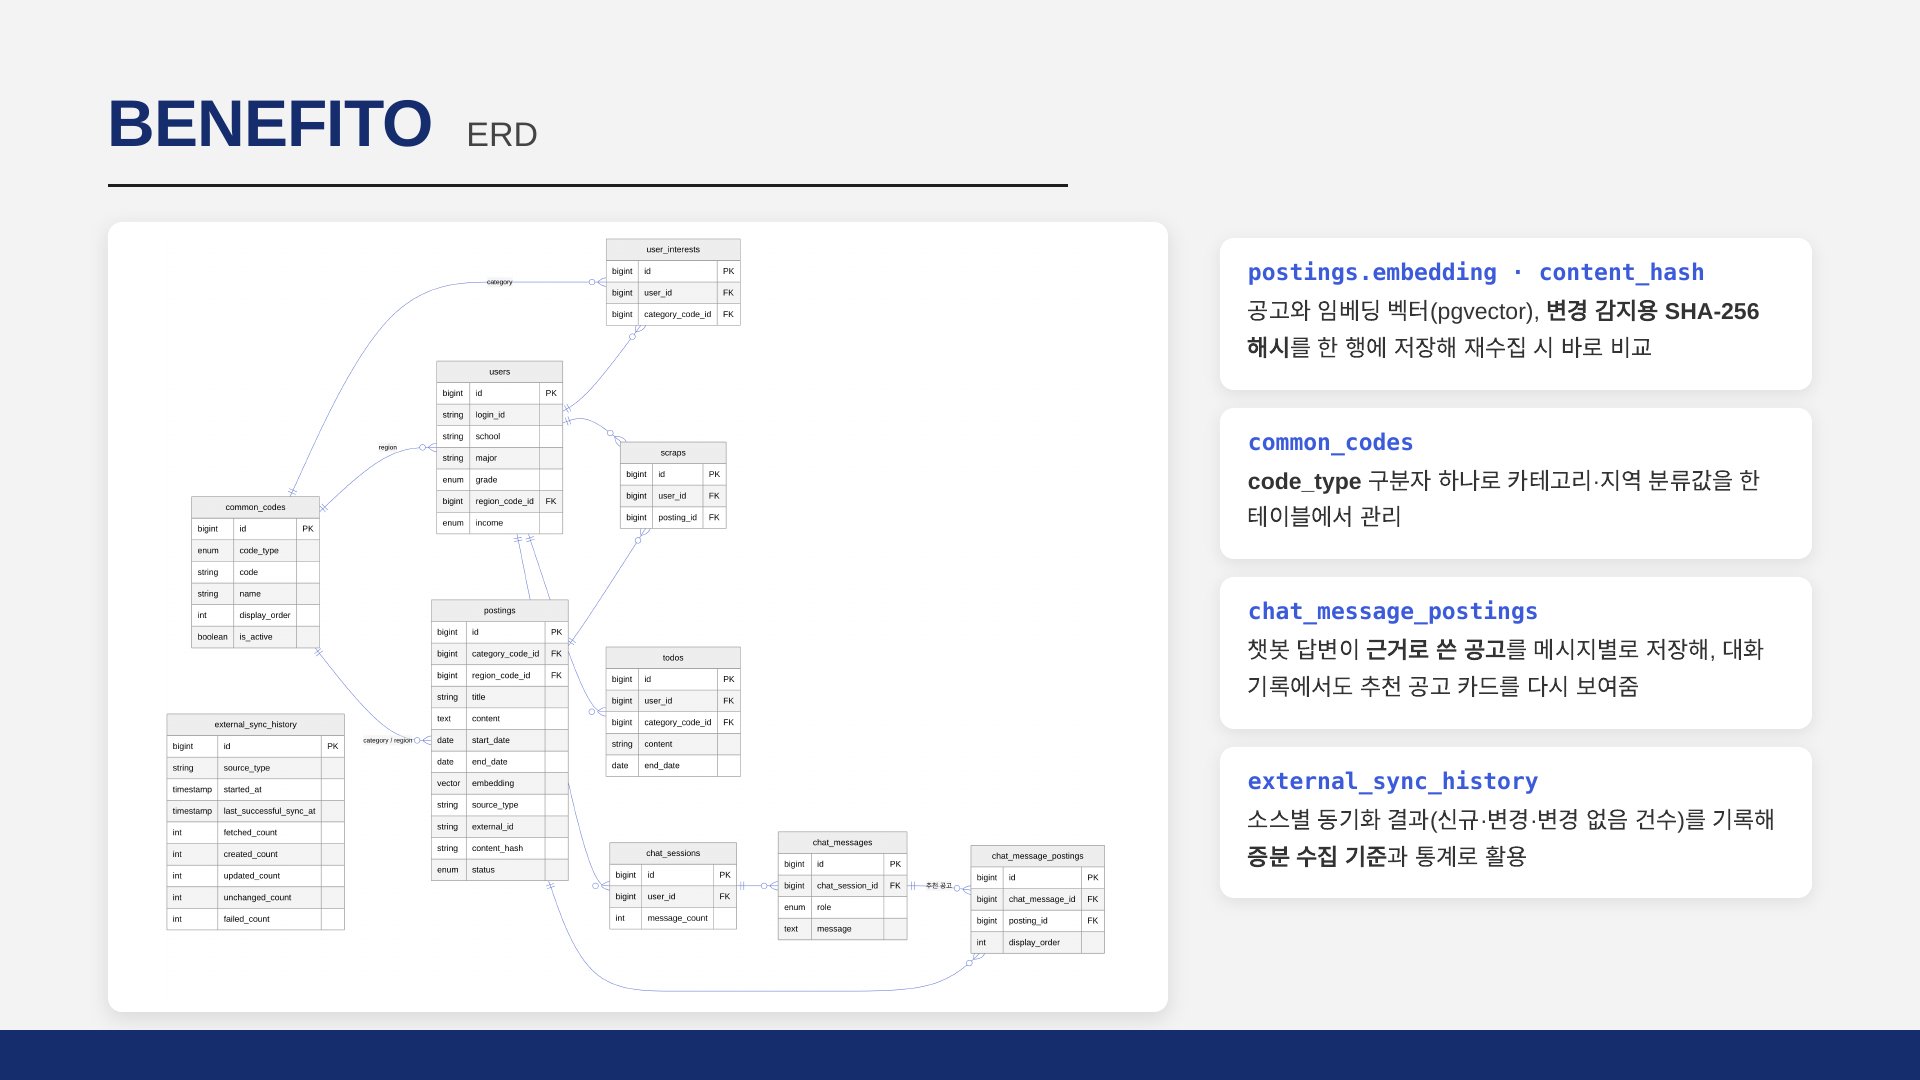 BENEFITO ERD
user_interests
bigint id PK
bigint user_id FK
bigint category_code_id FK
category
users
bigint id PK
string login_id
string school
string major
enum grade
bigint region_code_id FK
enum income
region
scraps
bigint id PK
bigint user_id FK
bigint posting_id FK
common_codes
bigint id PK
enum code_type
string code
string name
int display_order
boolean is_active
postings
bigint id PK
bigint category_code_id FK
bigint region_code_id FK
string title
text content
date start_date
date end_date
vector embedding
string source_type
string external_id
string content_hash
enum status
category / region
todos
bigint id PK
bigint user_id FK
bigint category_code_id FK
string content
date end_date
external_sync_history
bigint id PK
string source_type
timestamp started_at
timestamp last_successful_sync_at
int fetched_count
int created_count
int updated_count
int unchanged_count
int failed_count
chat_sessions
bigint id PK
bigint user_id FK
int message_count
chat_messages
bigint id PK
bigint chat_session_id FK
enum role
text message
추천 공고
chat_message_postings
bigint id PK
bigint chat_message_id FK
bigint posting_id FK
int display_order
postings.embedding · content_hash
공고와 임베딩 벡터(pgvector), 변경 감지용 SHA-256
해시를 한 행에 저장해 재수집 시 바로 비교
common_codes
code_type 구분자 하나로 카테고리·지역 분류값을 한
테이블에서 관리
chat_message_postings
챗봇 답변이 근거로 쓴 공고를 메시지별로 저장해, 대화
기록에서도 추천 공고 카드를 다시 보여줌
external_sync_history
소스별 동기화 결과(신규·변경·변경 없음 건수)를 기록해
증분 수집 기준과 통계로 활용